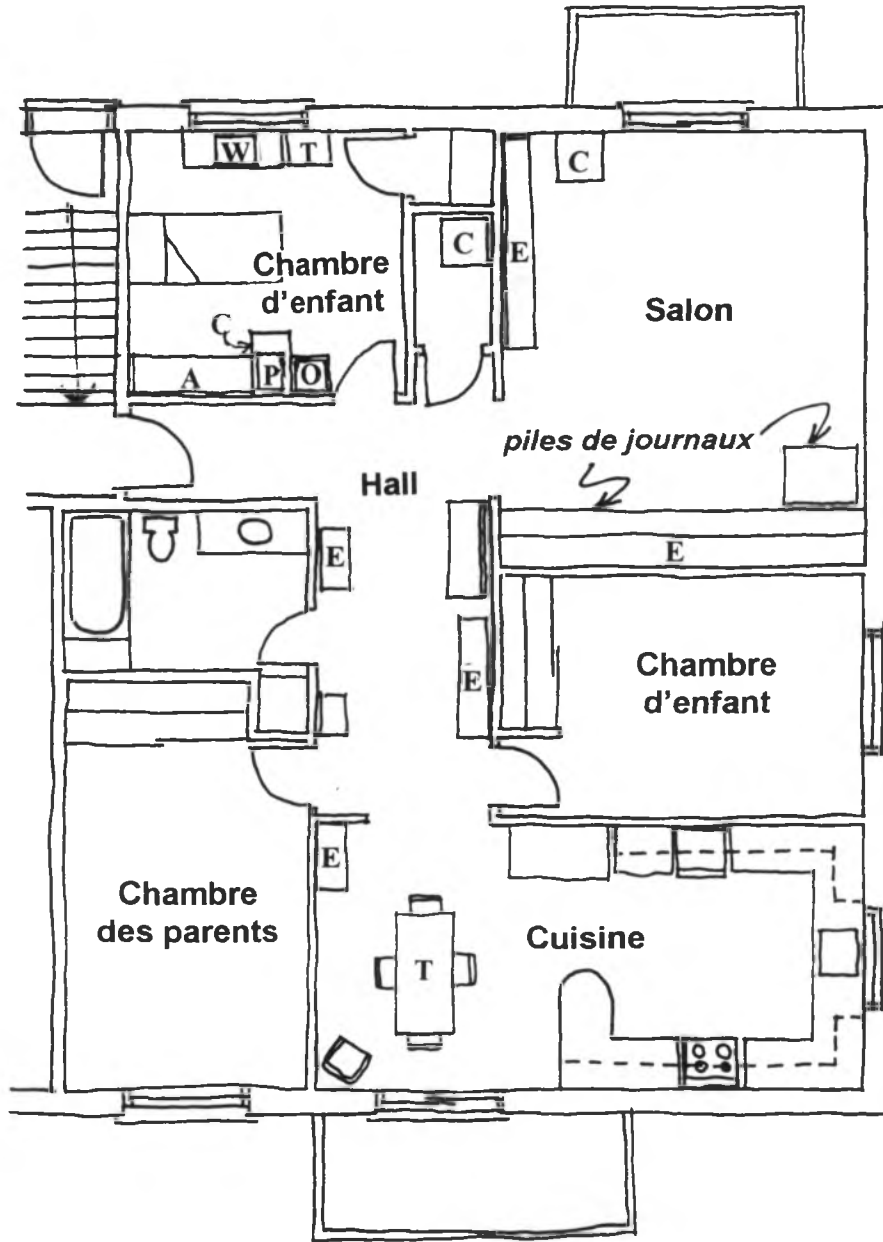 W T
C
C
E
Chambre
d'enfant
Salon
C
A P O
piles de journaux
Hall
E
E
E
Chambre
d'enfant
E
Chambre
des parents
Cuisine
T